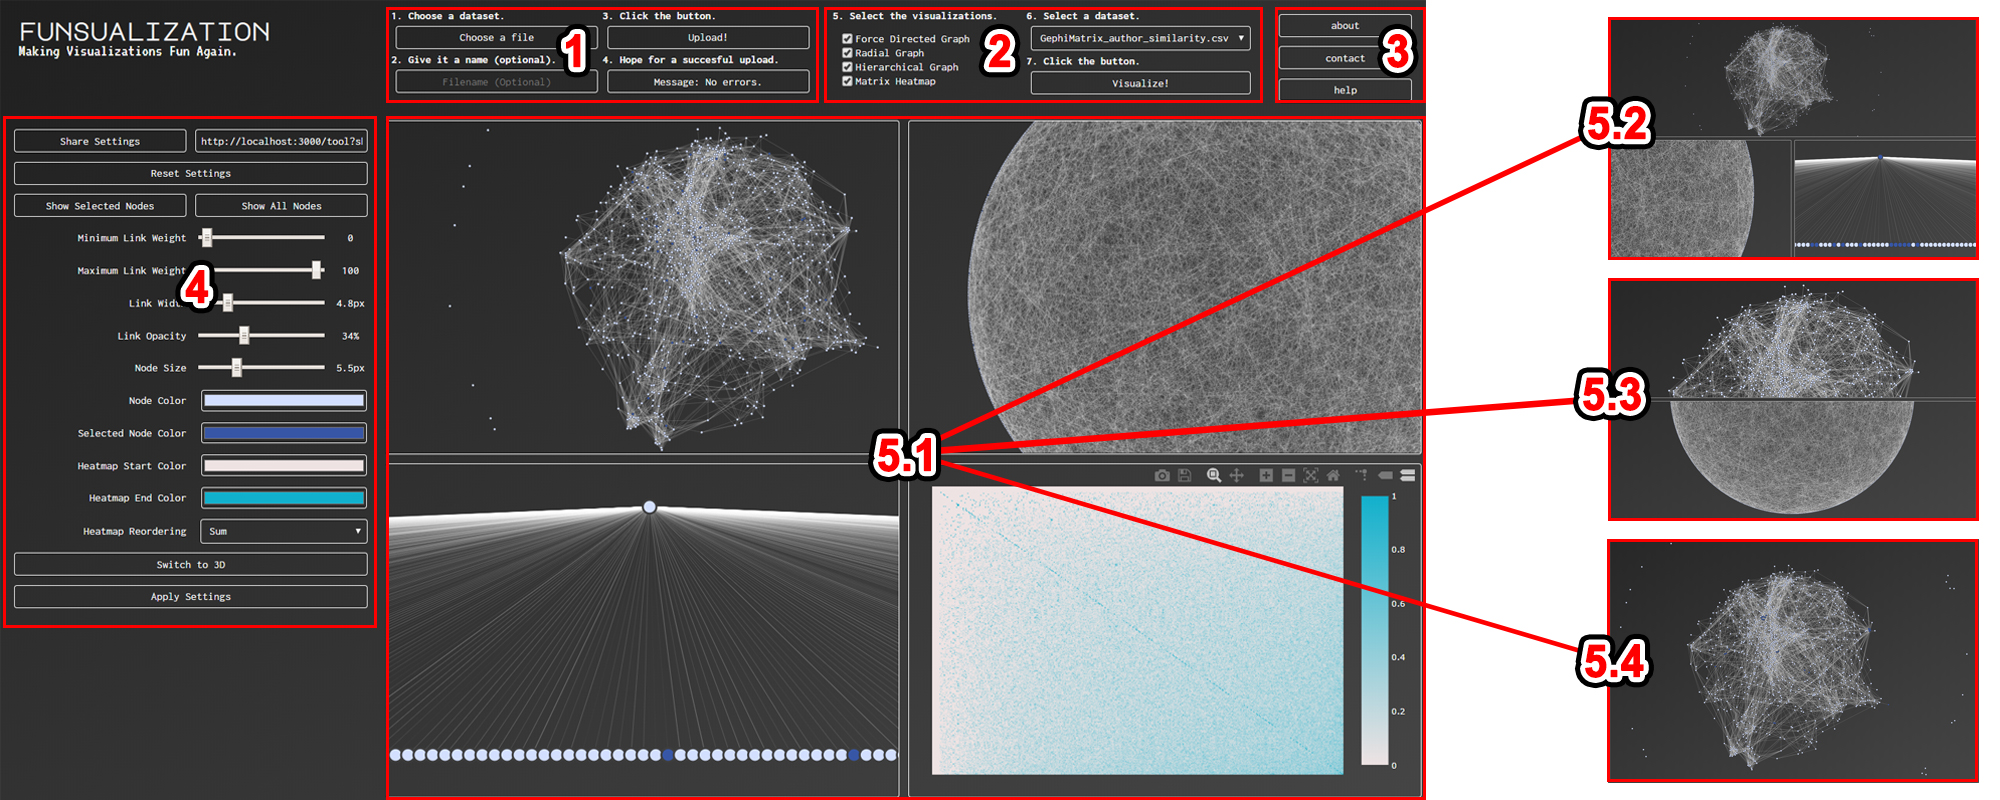 FUNSUALIZATION
Making Visualizations Fun Again.
1. Choose a dataset.
Choose a file
2. Give it a name (optional).
Filename (Optional)
3. Click the button.
Upload!
4. Hope for a succesful upload.
Message: No errors.
1
5. Select the visualizations.
Force Directed Graph
Radial Graph
Hierarchical Graph
Matrix Heatmap
6. Select a dataset.
GephiMatrix_author_similarity.csv
7. Click the button.
Visualize!
2
about
contact
help
3
Share Settings
http://localhost:3000/tool?sl
Reset Settings
Show Selected Nodes
Show All Nodes
Minimum Link Weight 0
Maximum Link Weight 100
Link Width 4.8px
Link Opacity 34%
Node Size 5.5px
Node Color
Selected Node Color
Heatmap Start Color
Heatmap End Color
Heatmap Reordering Sum
Switch to 3D
Apply Settings
4
5.1
1
0.8
0.6
0.4
0.2
0
5.2
5.3
5.4